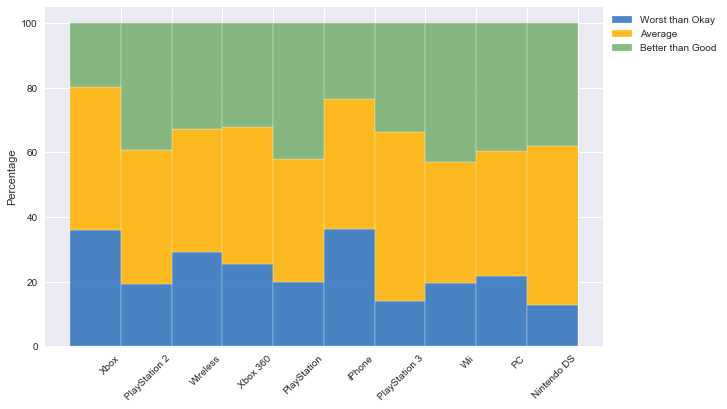 Worst than Okay
Average
Better than Good
Percentage
100
80
60
40
20
0
Xbox
PlayStation 2
Wireless
Xbox 360
PlayStation
iPhone
PlayStation 3
Wii
PC
Nintendo DS